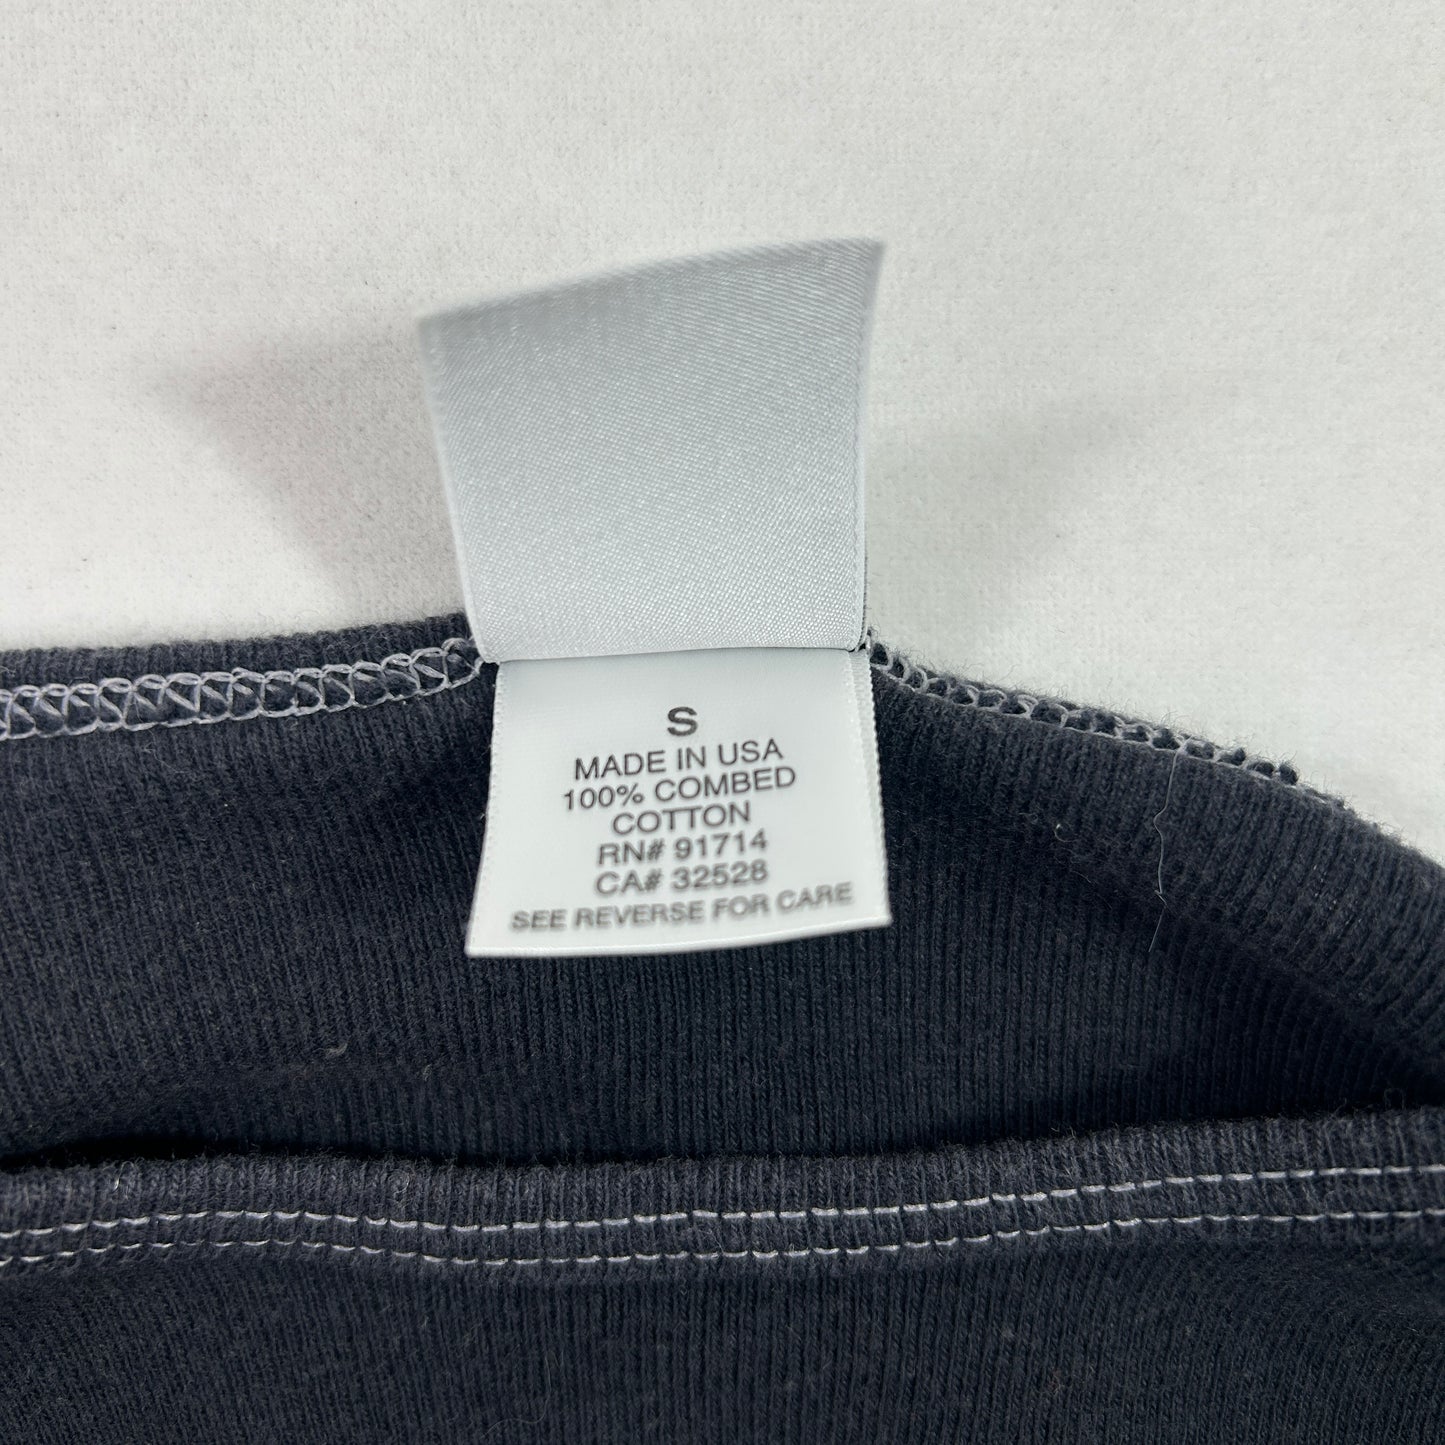 S
MADE IN USA
100% COMBED
COTTON
RN# 91714
CA# 32528
SEE REVERSE FOR CARE